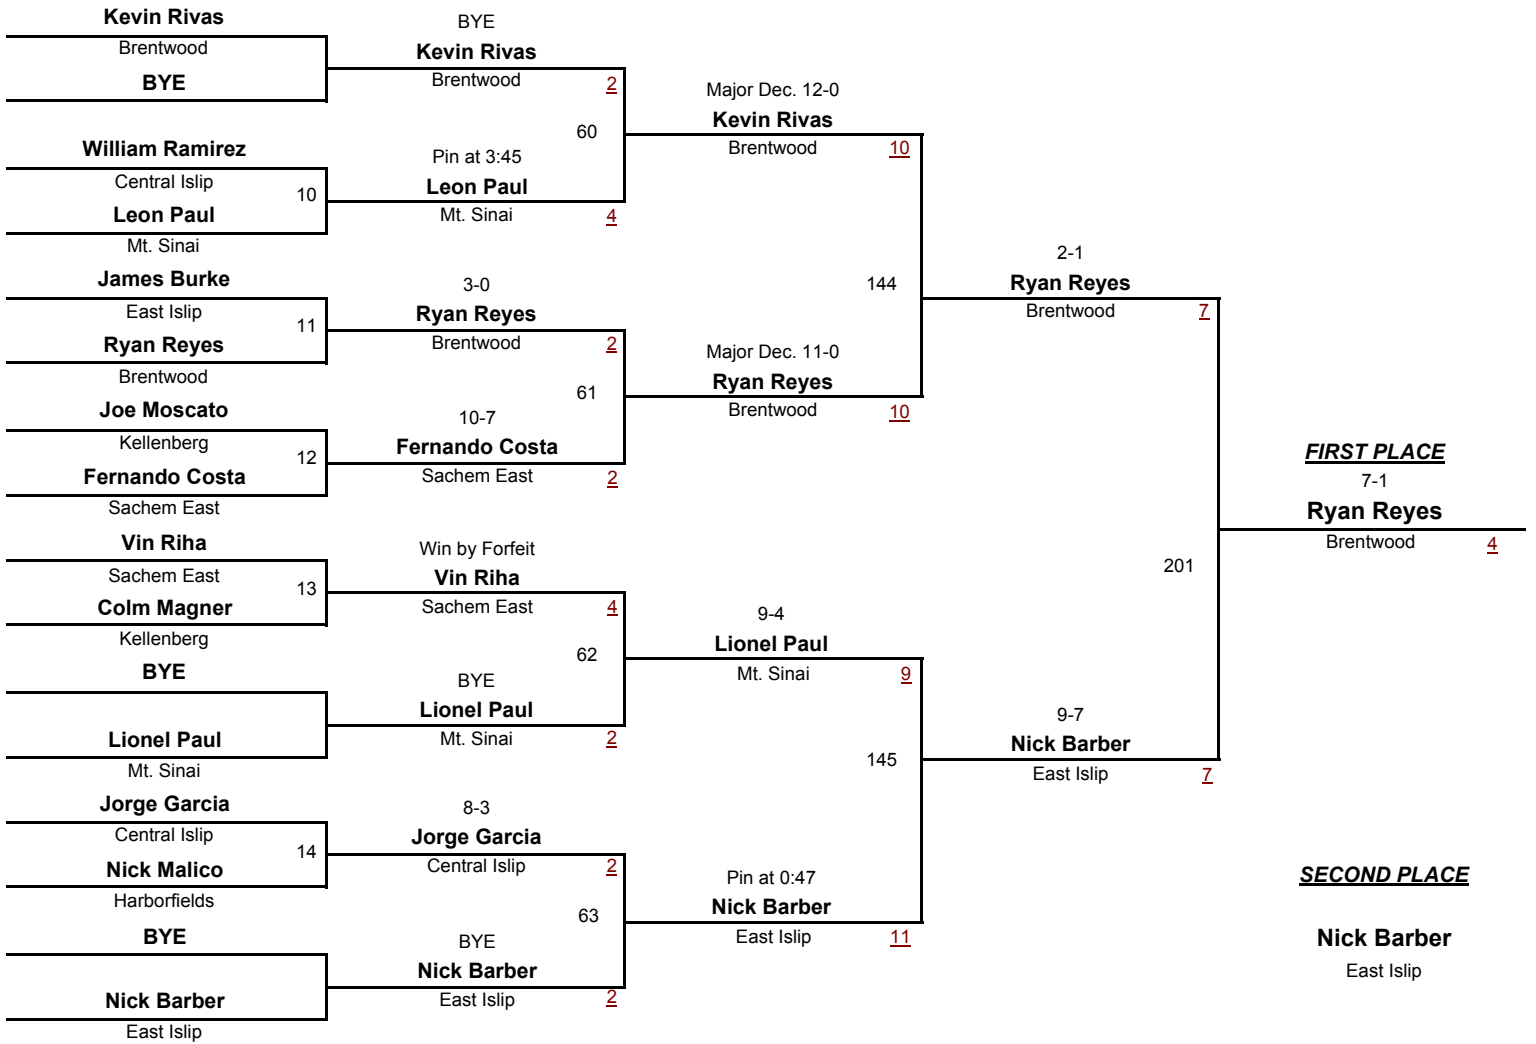 Kevin Rivas
Brentwood
BYE
William Ramirez
Central Islip
10
Leon Paul
Mt. Sinai
James Burke
East Islip
11
Ryan Reyes
Brentwood
Joe Moscato
Kellenberg
12
Fernando Costa
Sachem East
Vin Riha
Sachem East
13
Colm Magner
Kellenberg
BYE
Lionel Paul
Mt. Sinai
Jorge Garcia
Central Islip
14
Nick Malico
Harborfields
BYE
Nick Barber
East Islip
BYE
Kevin Rivas
Brentwood
2
60
Pin at 3:45
Leon Paul
Mt. Sinai
4
3-0
Ryan Reyes
Brentwood
2
61
10-7
Fernando Costa
Sachem East
2
Win by Forfeit
Vin Riha
Sachem East
4
62
BYE
Lionel Paul
Mt. Sinai
2
8-3
Jorge Garcia
Central Islip
2
63
BYE
Nick Barber
East Islip
2
Major Dec. 12-0
Kevin Rivas
Brentwood
10
144
Major Dec. 11-0
Ryan Reyes
Brentwood
10
9-4
Lionel Paul
Mt. Sinai
9
145
Pin at 0:47
Nick Barber
East Islip
11
2-1
Ryan Reyes
Brentwood
7
201
9-7
Nick Barber
East Islip
7
FIRST PLACE
7-1
Ryan Reyes
Brentwood
4
SECOND PLACE
Nick Barber
East Islip